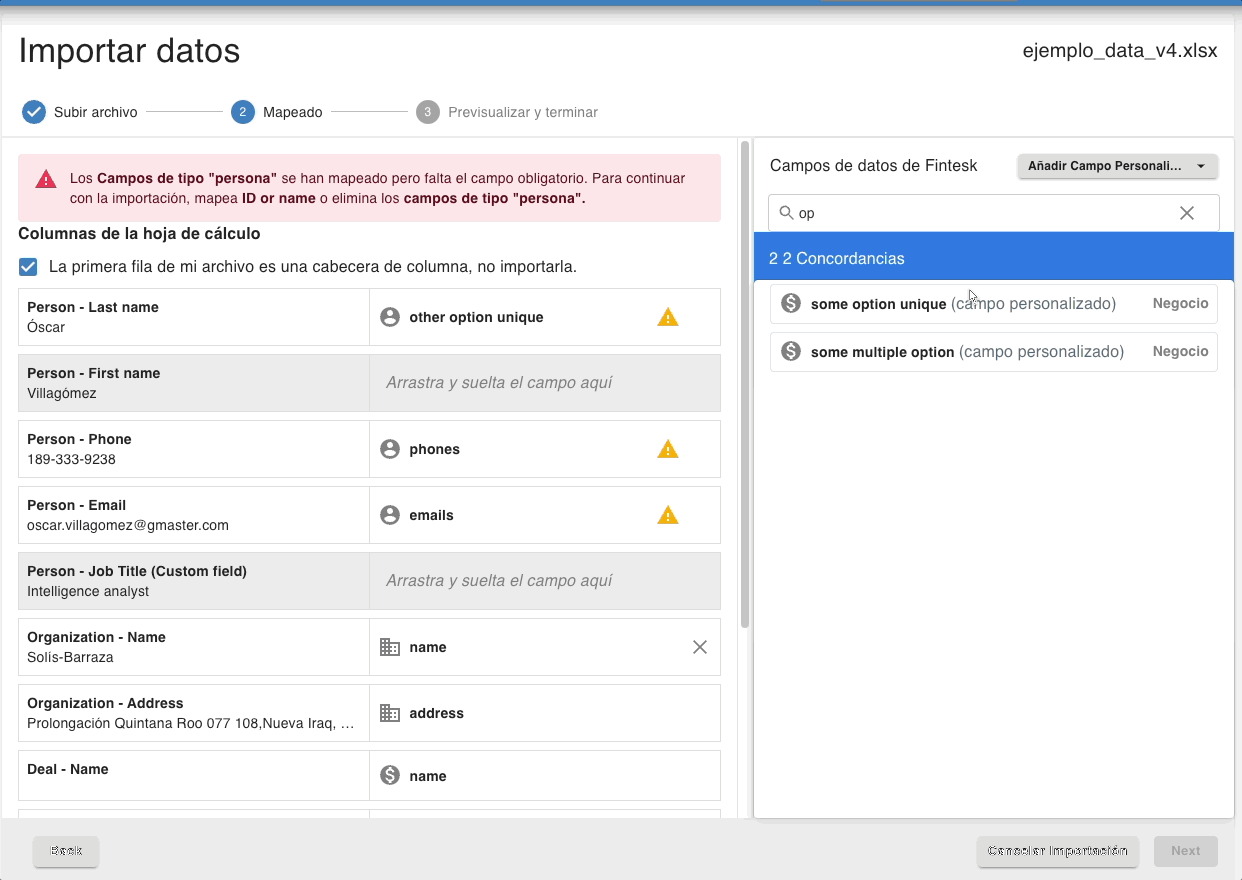 Importar datos
ejemplo_data_v4.xlsx
Subir archivo
2
Mapeado
3
Previsualizar y terminar
Los Campos de tipo "persona" se han mapeado pero falta el campo obligatorio. Para continuar
con la importación, mapea ID or name o elimina los campos de tipo "persona".
Columnas de la hoja de cálculo
La primera fila de mi archivo es una cabecera de columna, no importarla.
Person - Last name
Óscar
other option unique
Person - First name
Villagómez
Arrastra y suelta el campo aquí
Person - Phone
189-333-9238
phones
Person - Email
oscar.villagomez@gmaster.com
emails
Person - Job Title (Custom field)
Intelligence analyst
Arrastra y suelta el campo aquí
Organization - Name
Solís-Barraza
name
Organization - Address
Prolongación Quintana Roo 077 108,Nueva Iraq, ...
address
Deal - Name
name
Campos de datos de Fintesk
Añadir Campo Personali...
op
2 2 Concordancias
some option unique (campo personalizado)
Negocio
some multiple option (campo personalizado)
Negocio
Back
Cancelar Importación
Next